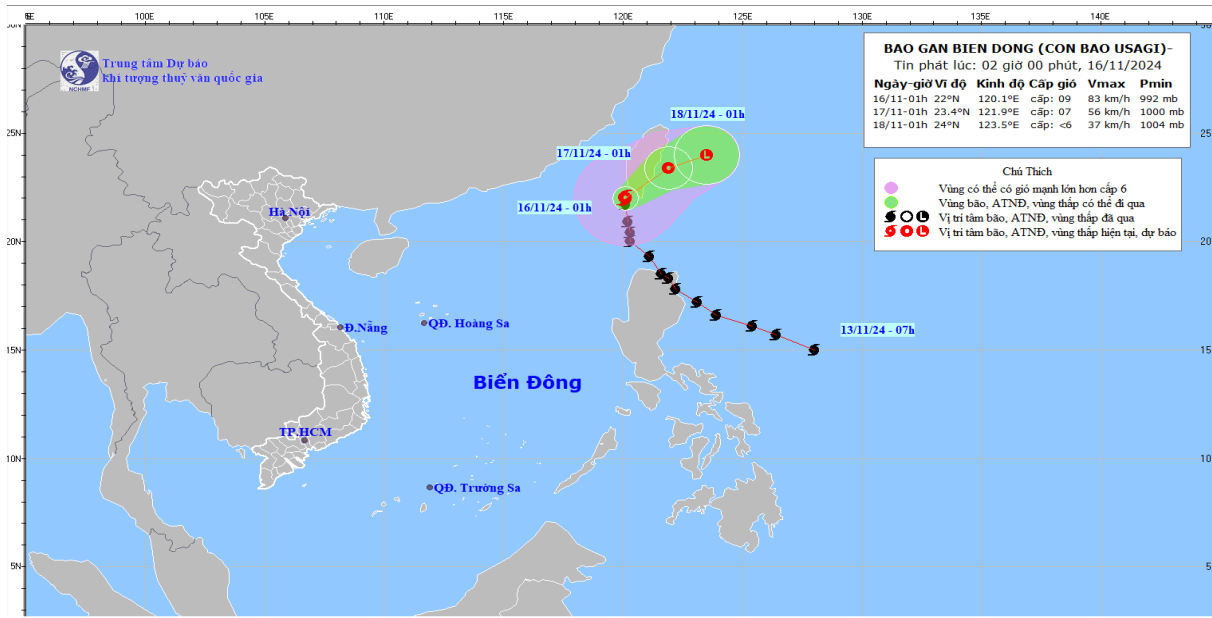 E
100E
105E
110E
115E
120E
125E
130E
135E
140E
30N
30
Trung tâm Dự báo
khí tượng thuỷ văn quốc gia
NCHMF
BAO GAN BIEN DONG (CON BAO USAGI)-
Tin phát lúc: 02 giờ 00 phút, 16/11/2024
Ngày-giờ Vĩ độ Kinh độ Cấp gió Vmax Pmin
16/11-01h 22°N 120.1°E cấp: 09 83 km/h 992 mb
17/11-01h 23.4°N 121.9°E cấp: 07 56 km/h 1000 mb
18/11-01h 24°N 123.5°E cấp: <6 37 km/h 1004 mb
18/11/24 - 01h
25N
25
17/11/24 - 01h
L
Chú Thích
Vùng có thể có gió mạnh lớn hơn cấp 6
Vùng bão, ATNĐ, vùng thấp có thể đi qua
L Vị trí tâm bão, ATNĐ, vùng thấp đã qua
L Vị trí tâm bão, ATNĐ, vùng thấp hiện tại, dự báo
16/11/24 - 01h
Hà Nội
20N
20
Đ.Nẵng
QĐ. Hoàng Sa
13/11/24 - 07h
15N
15
Biển Đông
TP.HCM
10N
10
QĐ. Trường Sa
5N
5